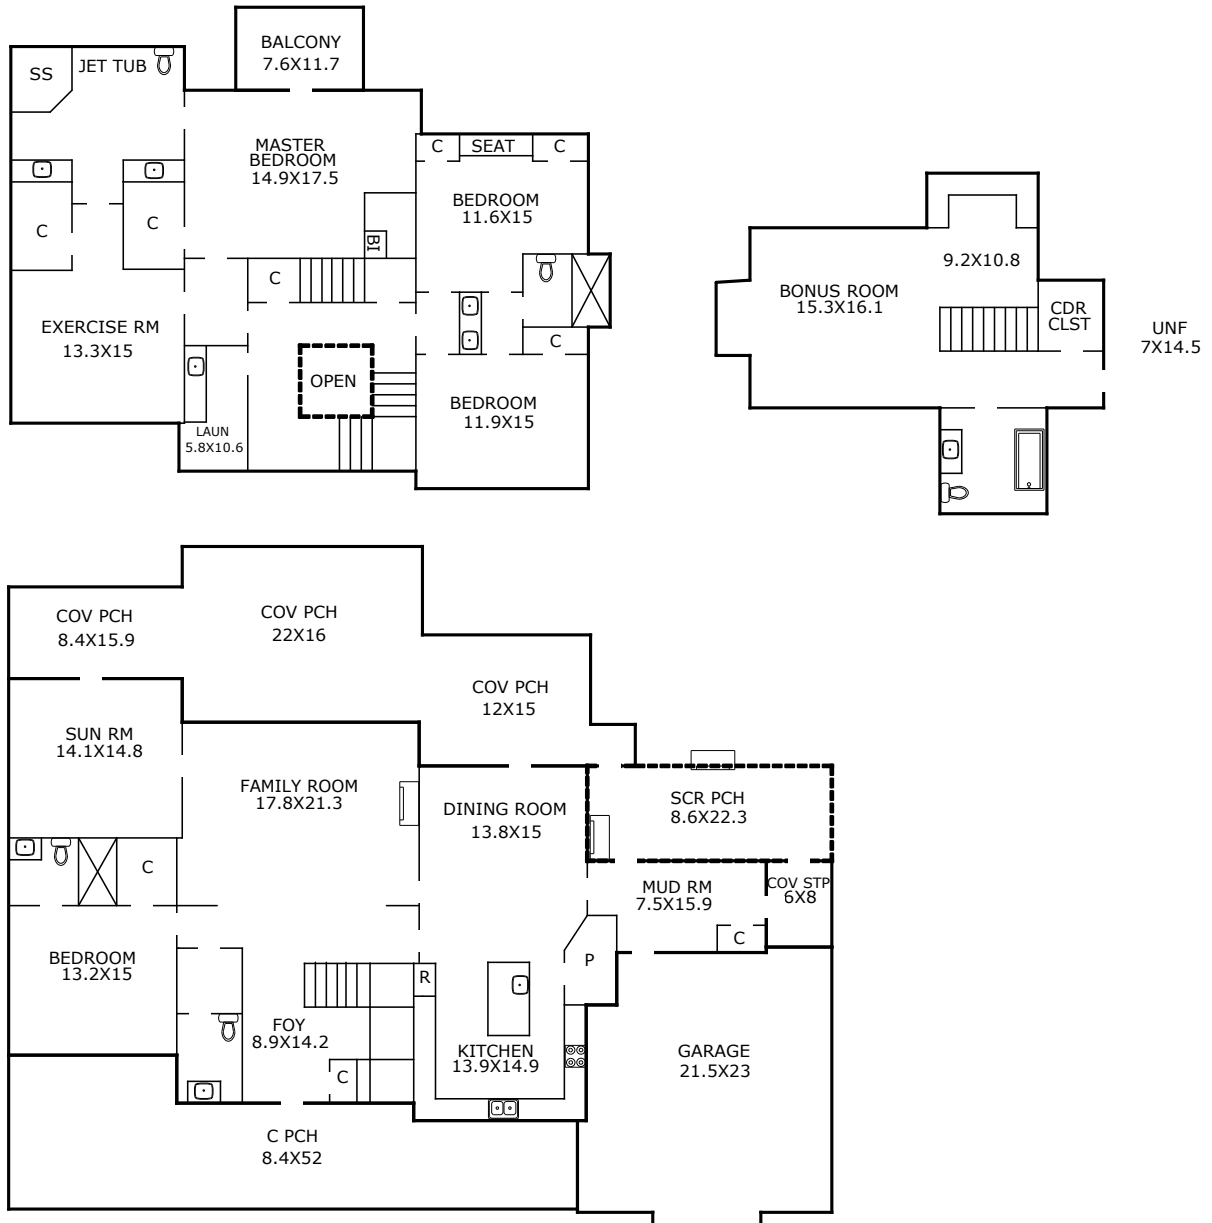 BALCONY
7.6X11.7
SS
JET TUB
MASTER
BEDROOM
14.9X17.5
C
SEAT
C
BEDROOM
11.6X15
C
C
BI
C
EXERCISE RM
13.3X15
OPEN
C
BEDROOM
11.9X15
LAUN
5.8X10.6
9.2X10.8
BONUS ROOM
15.3X16.1
CDR
CLST
UNF
7X14.5
COV PCH
8.4X15.9
COV PCH
22X16
COV PCH
12X15
SUN RM
14.1X14.8
FAMILY ROOM
17.8X21.3
DINING ROOM
13.8X15
SCR PCH
8.6X22.3
C
MUD RM
7.5X15.9
COV STP
6X8
C
BEDROOM
13.2X15
P
R
FOY
8.9X14.2
C
KITCHEN
13.9X14.9
GARAGE
21.5X23
C PCH
8.4X52